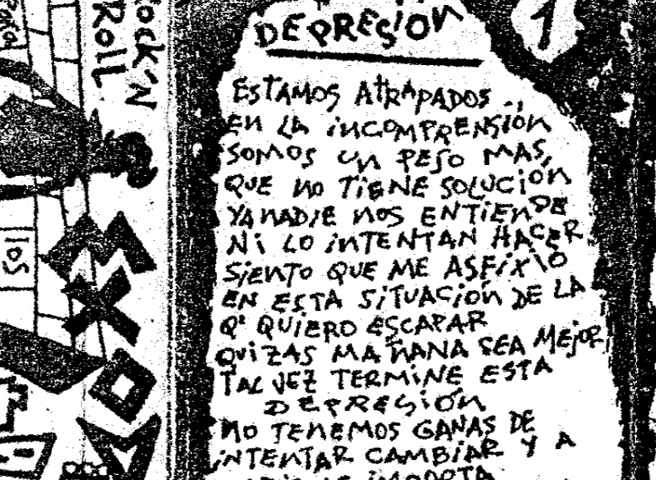 Rock'N
Roll
DEPRESIÓN
1
ESTAMOS ATRAPADOS
EN LA INCOMPRENSIÓN
SOMOS UN PESO MAS,
QUE NO TIENE SOLUCIÓN
YA NADIE NOS ENTIENDE
NI LO INTENTAN HACER
SIENTO QUE ME ASFIXIO
EN ESTA SITUACIÓN DE LA
Q' QUIERO ESCAPAR
QUIZAS MAÑANA SEA MEJOR
TAL VEZ TERMINE ESTA
DEPRESIÓN
NO TENEMOS GANAS DE
INTENTAR CAMBIAR Y A